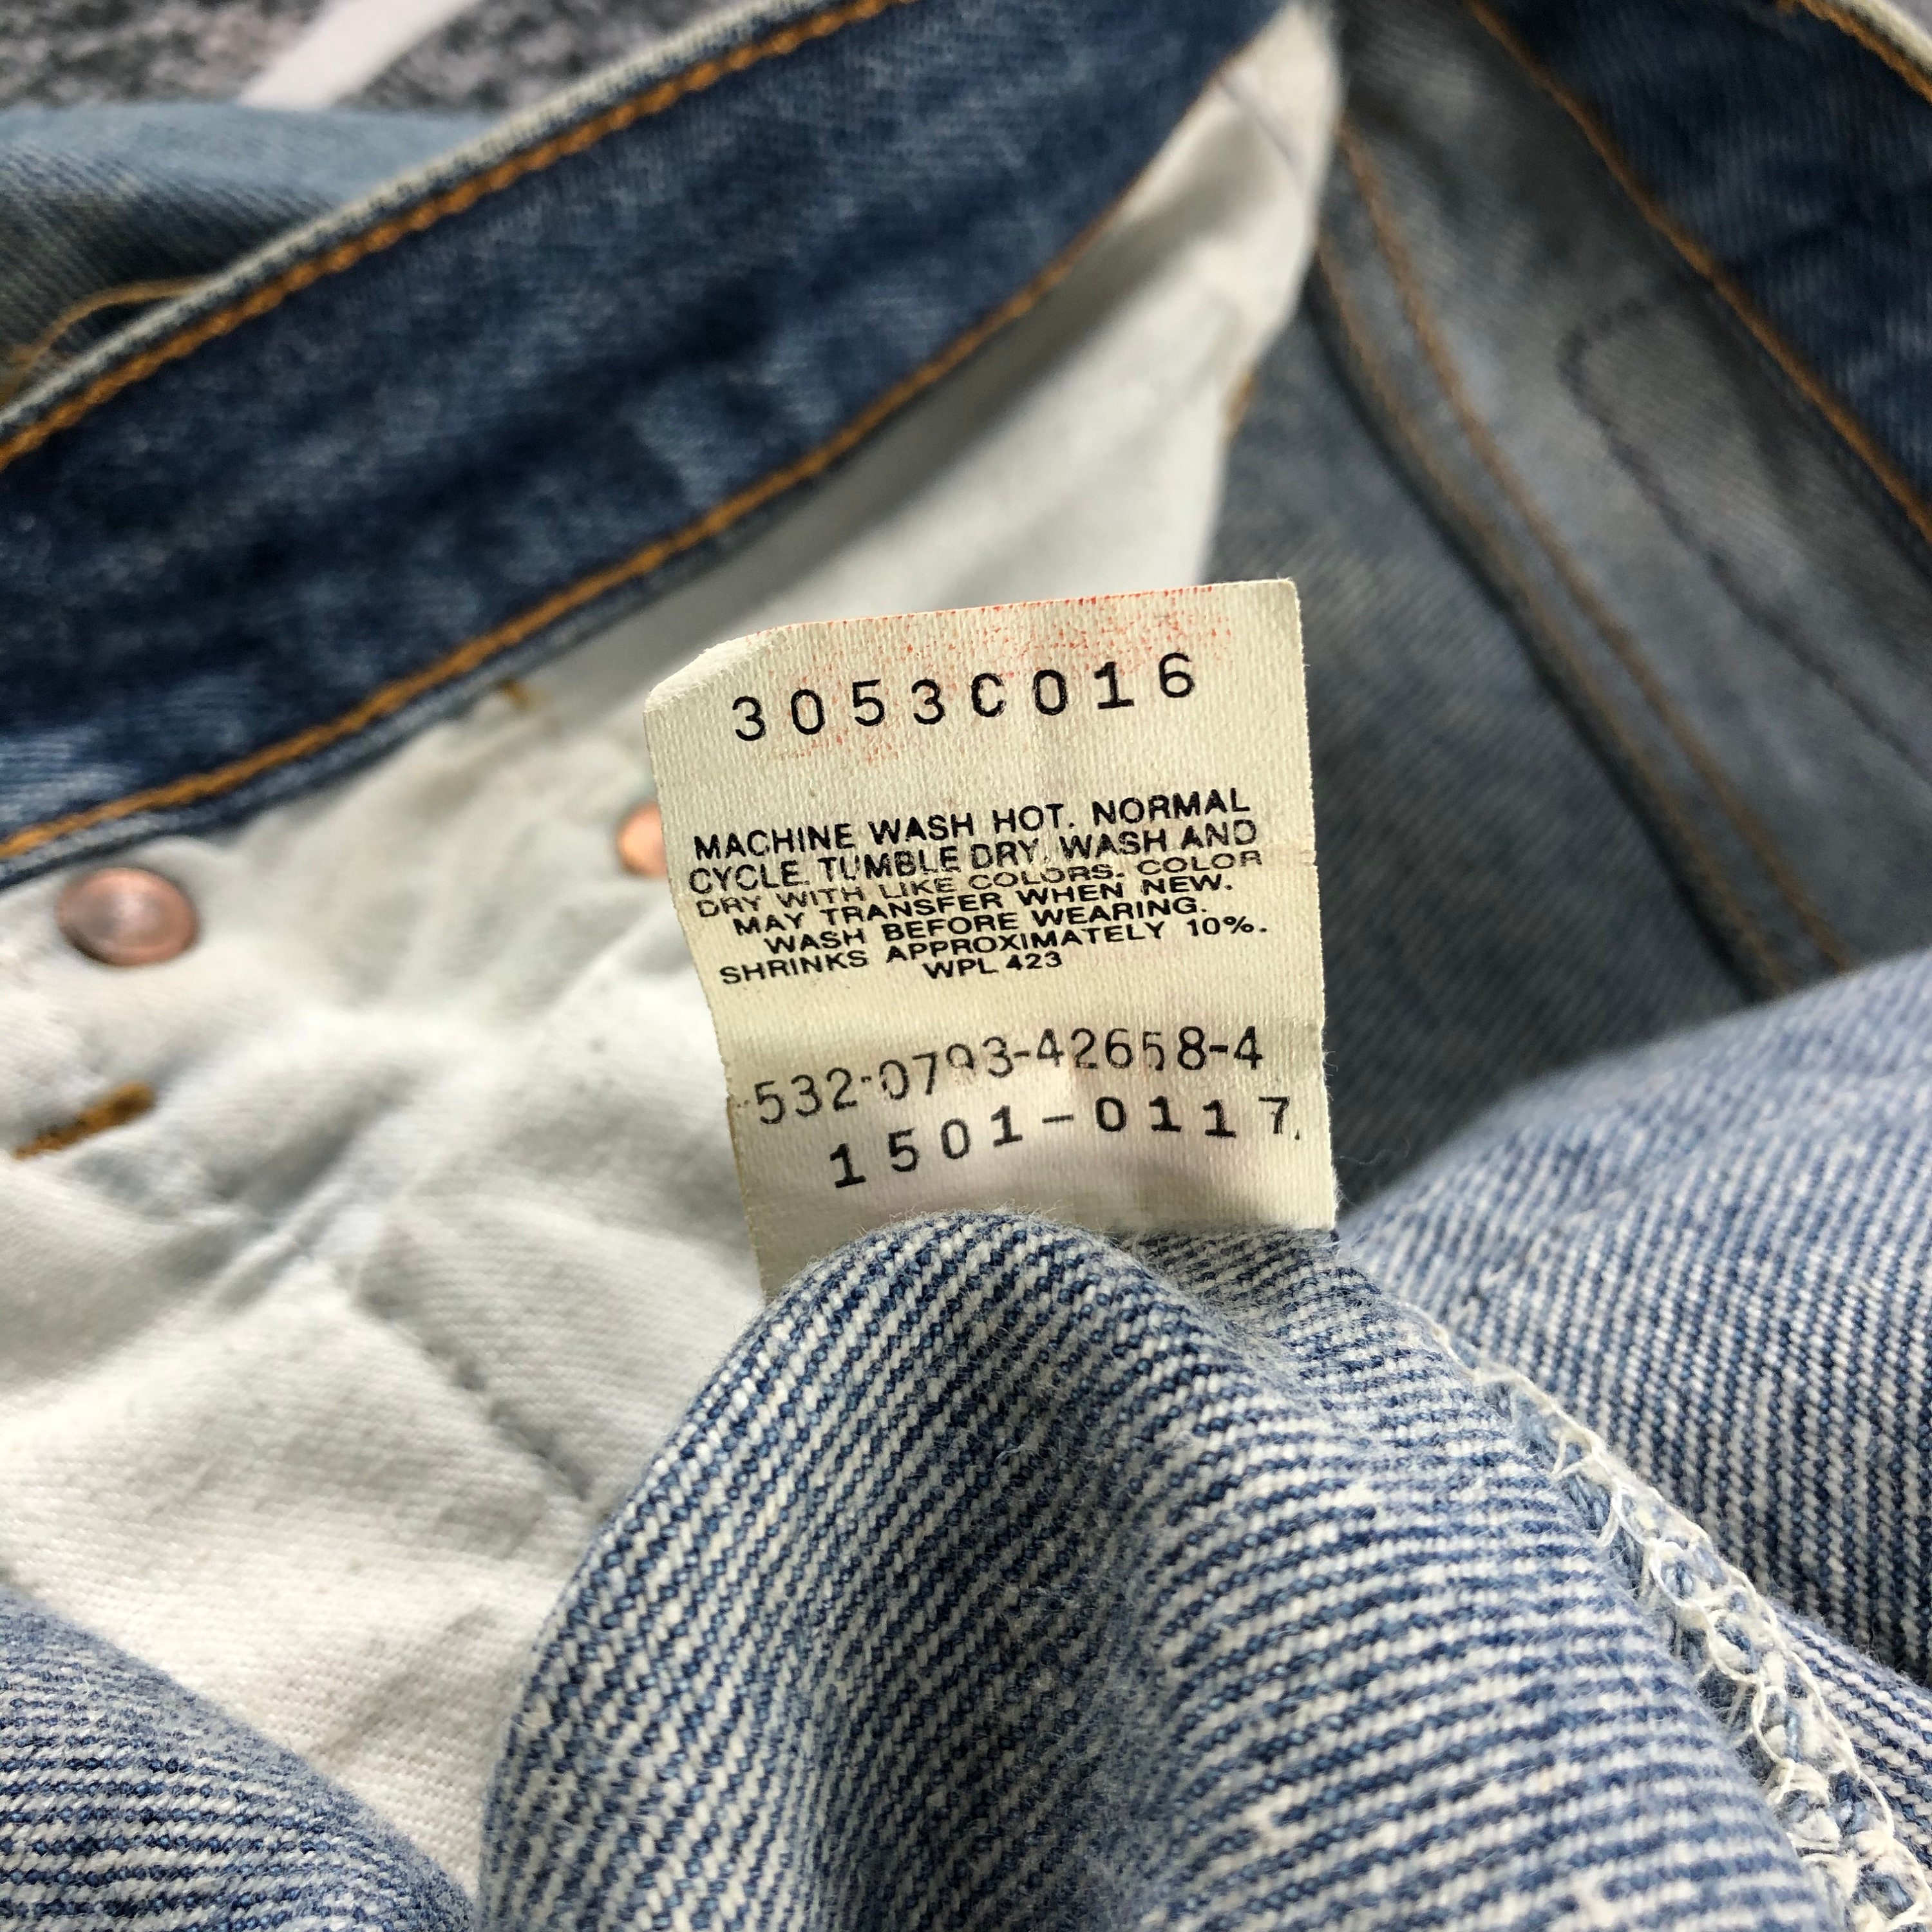 3053C016
MACHINE WASH HOT. NORMAL
CYCLE. TUMBLE DRY. WASH AND
DRY WITH LIKE COLORS. COLOR
MAY TRANSFER WHEN NEW.
WASH BEFORE WEARING.
SHRINKS APPROXIMATELY 10%.
WPL 423
532-0793-42658-4
1501-0117